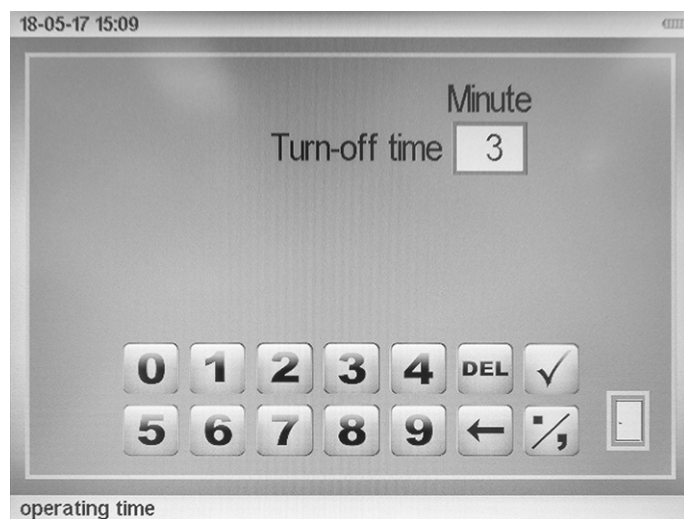 18-05-17 15:09
Minute
Turn-off time 3
0 1 2 3 4 DEL
5 6 7 8 9
operating time